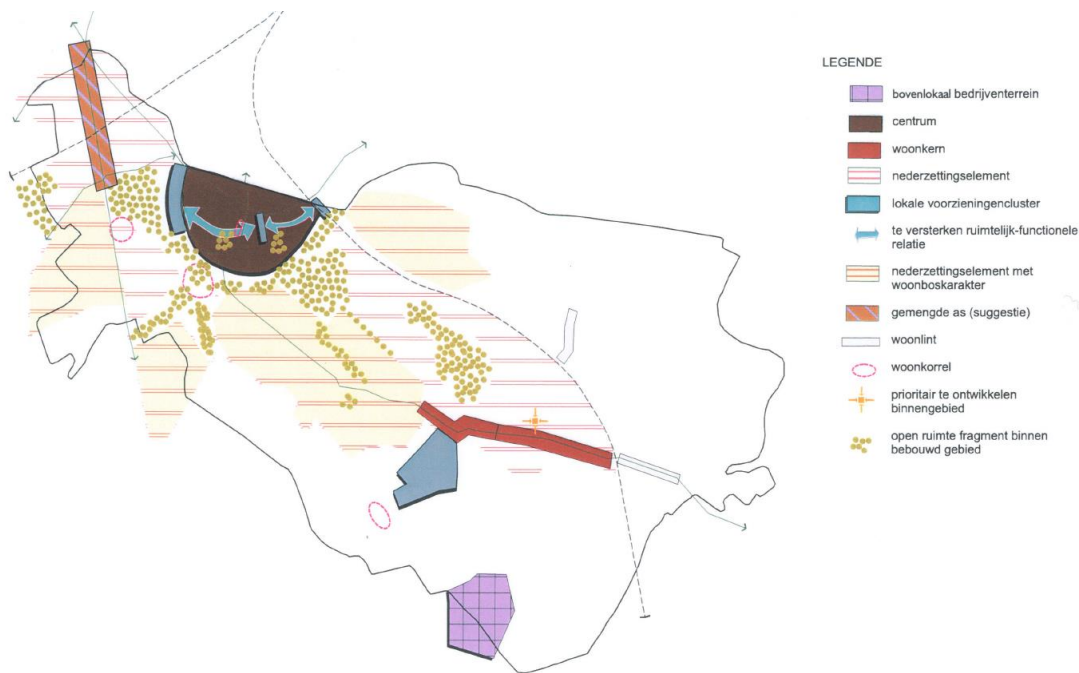 LEGENDE
bovenlokaal bedrijventerrein
centrum
woonkern
nederzettingselement
lokale voorzieningencluster
te versterken ruimtelijk-functionele
relatie
nederzettingselement met
woonboskarakter
gemengde as (suggestie)
woonlint
woonkorrel
prioritair te ontwikkelen
binnengebied
open ruimte fragment binnen
bebouwd gebied